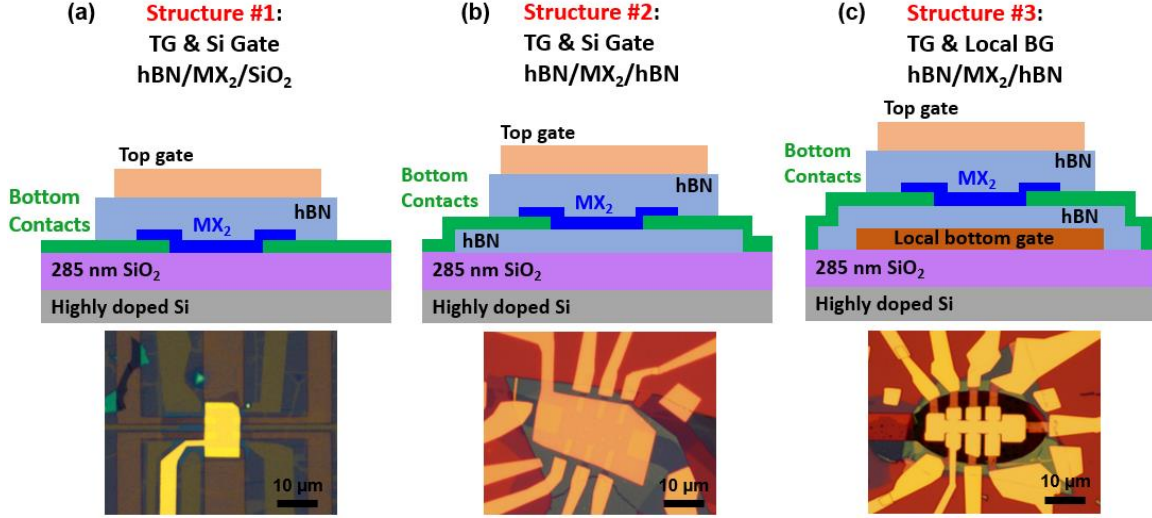 (a)
Structure #1:
TG & Si Gate
hBN/MX₂/SiO₂
Top gate
Bottom
Contacts
MX₂
hBN
285 nm SiO₂
Highly doped Si
10 µm
(b)
Structure #2:
TG & Si Gate
hBN/MX₂/hBN
Top gate
Bottom
Contacts
hBN
MX₂
hBN
285 nm SiO₂
Highly doped Si
10 µm
(c)
Structure #3:
TG & Local BG
hBN/MX₂/hBN
Top gate
Bottom
Contacts
hBN
MX₂
hBN
Local bottom gate
285 nm SiO₂
Highly doped Si
10 µm